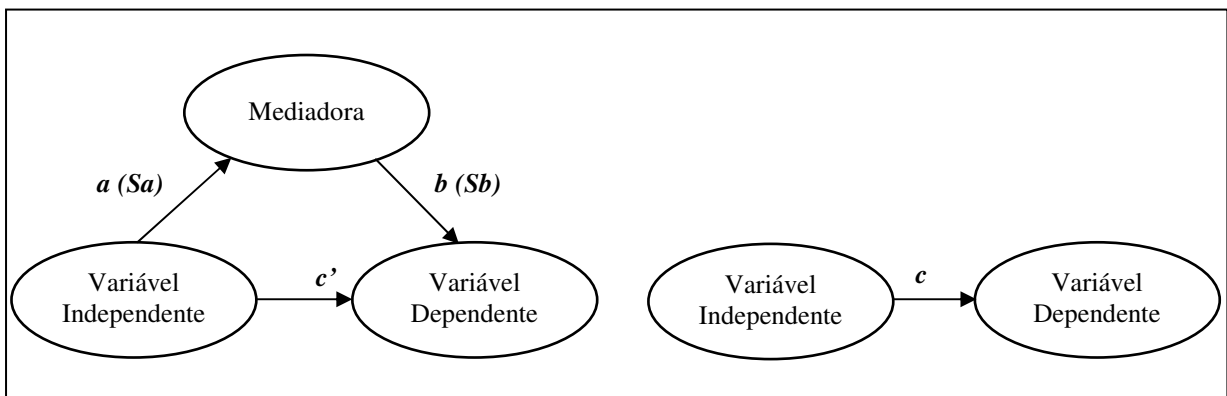 Mediadora
a (Sa)
b (Sb)
Variável
Independente
c’
Variável
Dependente
Variável
Independente
c
Variável
Dependente